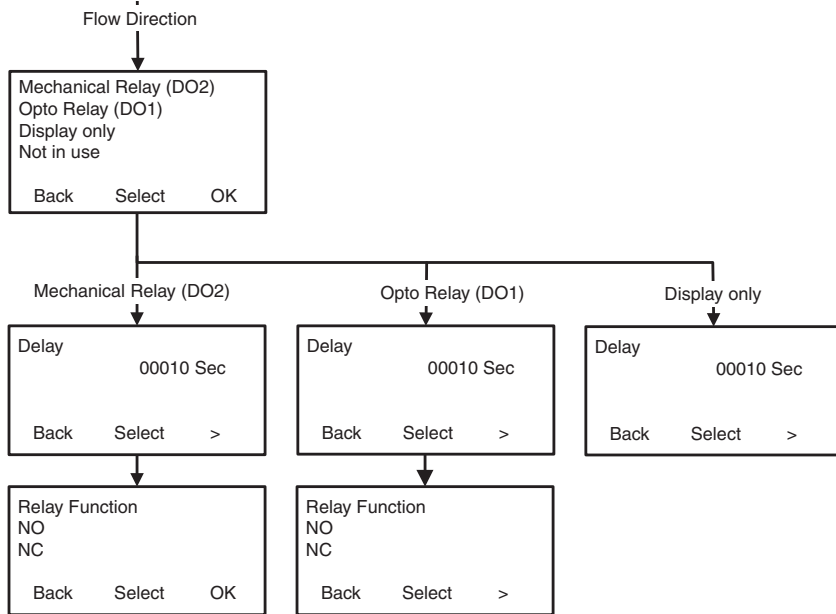 Flow Direction
Mechanical Relay (DO2)
Opto Relay (DO1)
Display only
Not in use
Back Select OK
Mechanical Relay (DO2)
Opto Relay (DO1)
Display only
Delay
00010 Sec
Back Select >
Delay
00010 Sec
Back Select >
Delay
00010 Sec
Back Select >
Relay Function
NO
NC
Back Select OK
Relay Function
NO
NC
Back Select >